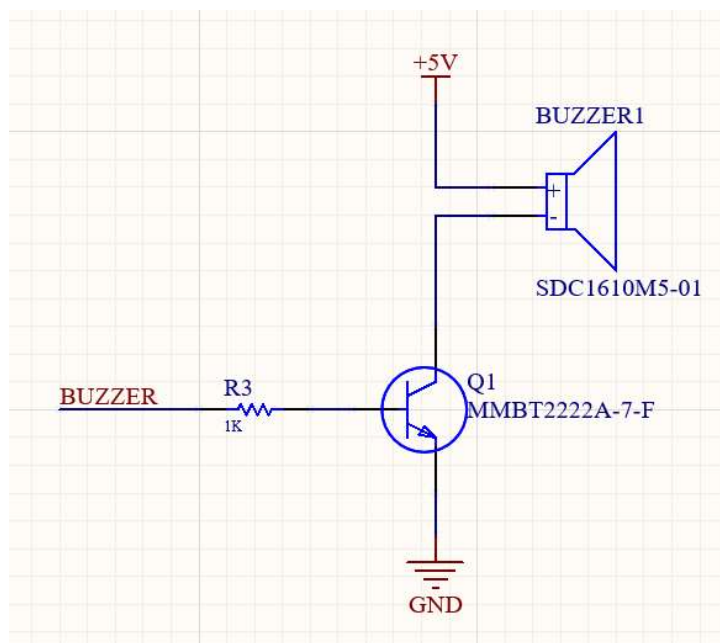 +5V
BUZZER1
+
-
SDC1610M5-01
BUZZER
R3
1K
Q1
MMBT2222A-7-F
GND